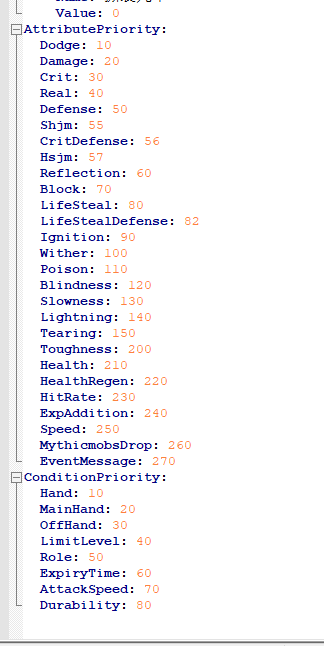 Value: 0
AttributePriority:
Dodge: 10
Damage: 20
Crit: 30
Real: 40
Defense: 50
Shjm: 55
CritDefense: 56
Hsjm: 57
Reflection: 60
Block: 70
LifeSteal: 80
LifeStealDefense: 82
Ignition: 90
Wither: 100
Poison: 110
Blindness: 120
Slowness: 130
Lightning: 140
Tearing: 150
Toughness: 200
Health: 210
HealthRegen: 220
HitRate: 230
ExpAddition: 240
Speed: 250
MythicmobsDrop: 260
EventMessage: 270
ConditionPriority:
Hand: 10
MainHand: 20
OffHand: 30
LimitLevel: 40
Role: 50
ExpiryTime: 60
AttackSpeed: 70
Durability: 80